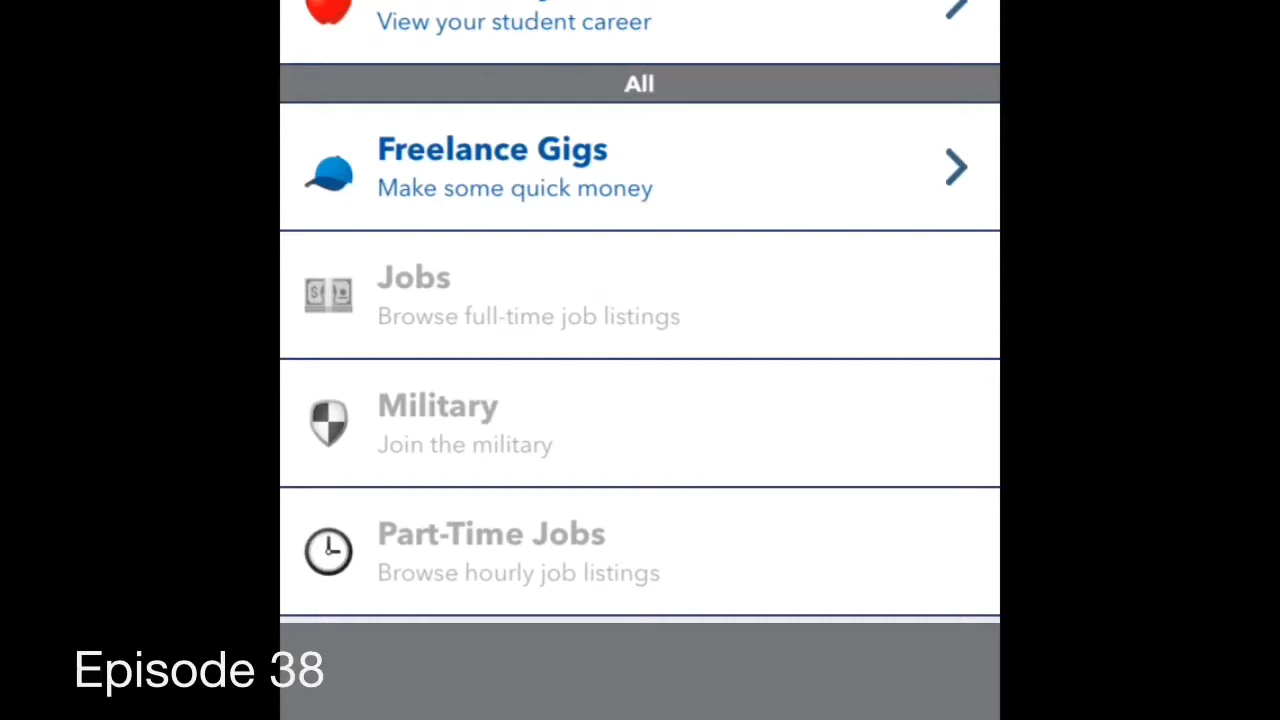 View your student career
All
Freelance Gigs
Make some quick money
Jobs
Browse full-time job listings
Military
Join the military
Part-Time Jobs
Browse hourly job listings
Episode 38